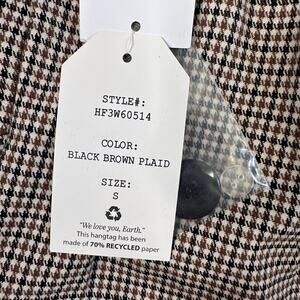 STYLE#:
HF3W60514
COLOR:
BLACK BROWN PLAID
SIZE:
S
"We love you, Earth."
This hangtag has been
made of 70% RECYCLED paper